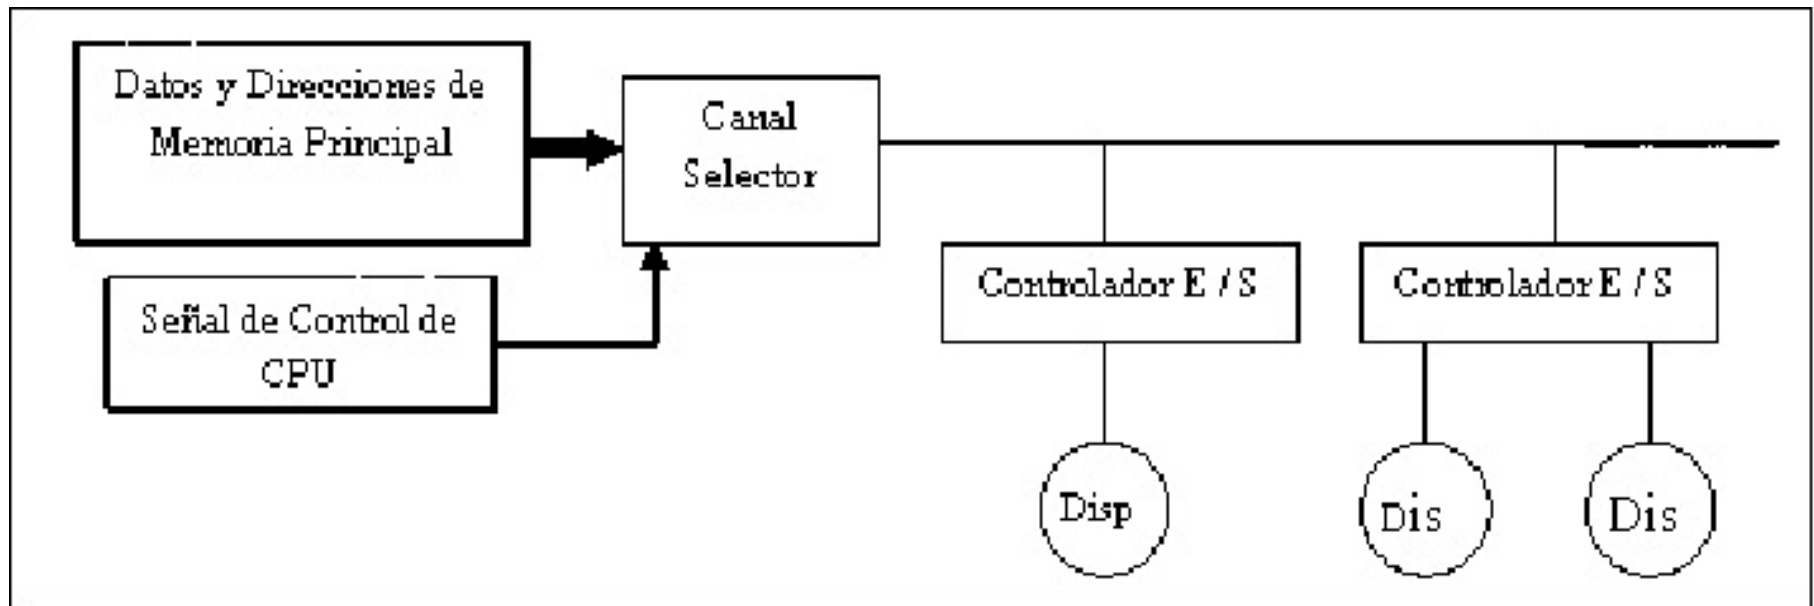 Datos y Direcciones de
Memoria Principal
Canal
Selector
Señal de Control de
CPU
Controlador E / S
Controlador E / S
Disp
Dis
Dis